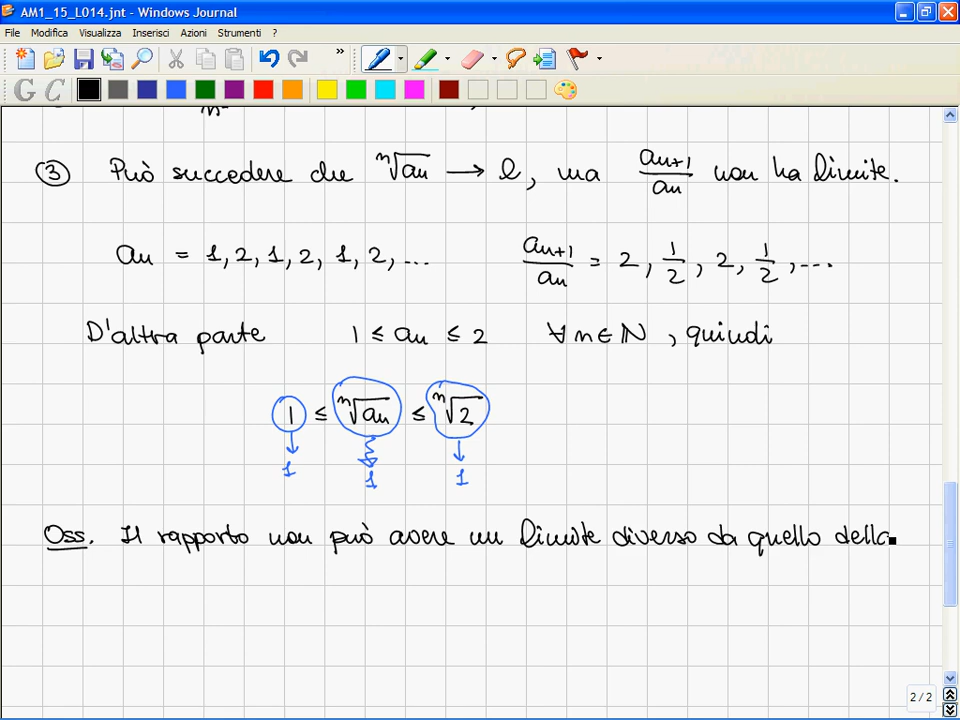 AM1_15_L014.jnt - Windows Journal
File Modifica Visualizza Inserisci Azioni Strumenti ?
G C
③ Può succedere che ⁿ√an → l, ma an+1/an non ha limite.
an = 1, 2, 1, 2, 1, 2, ... an+1/an = 2, 1/2, 2, 1/2, ...
D'altra parte 1 ≤ an ≤ 2 ∀ n ∈ ℕ, quindi
1 ≤ ⁿ√an ≤ ⁿ√2
↓ ↓ ↓
1 1 1
Oss. Il rapporto non può avere un limite diverso da quello della
2 / 2